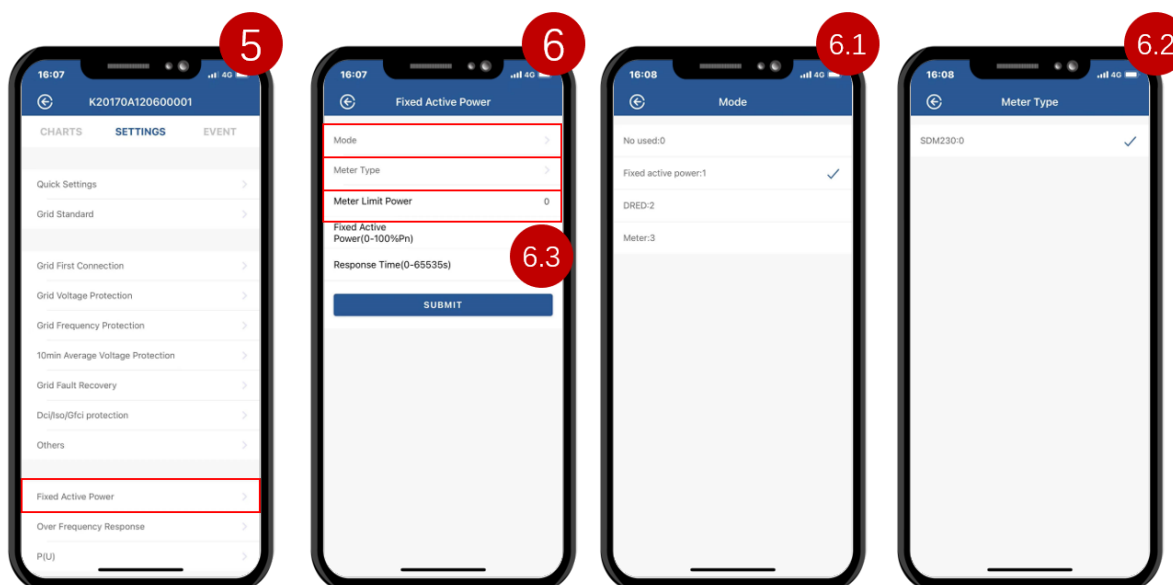 5
16:07
4G
K20170A120600001
CHARTS SETTINGS EVENT
Quick Settings
Grid Standard
Grid First Connection
Grid Voltage Protection
Grid Frequency Protection
10min Average Voltage Protection
Grid Fault Recovery
Dci/Iso/Gfci protection
Others
Fixed Active Power
Over Frequency Response
P(U)
6
16:07
4G
Fixed Active Power
Mode
Meter Type
Meter Limit Power 0
Fixed Active
Power(0-100%Pn)
6.3
Response Time(0-65535s)
SUBMIT
6.1
16:08
4G
Mode
No used:0
Fixed active power:1
DRED:2
Meter:3
6.2
16:08
4G
Meter Type
SDM230:0